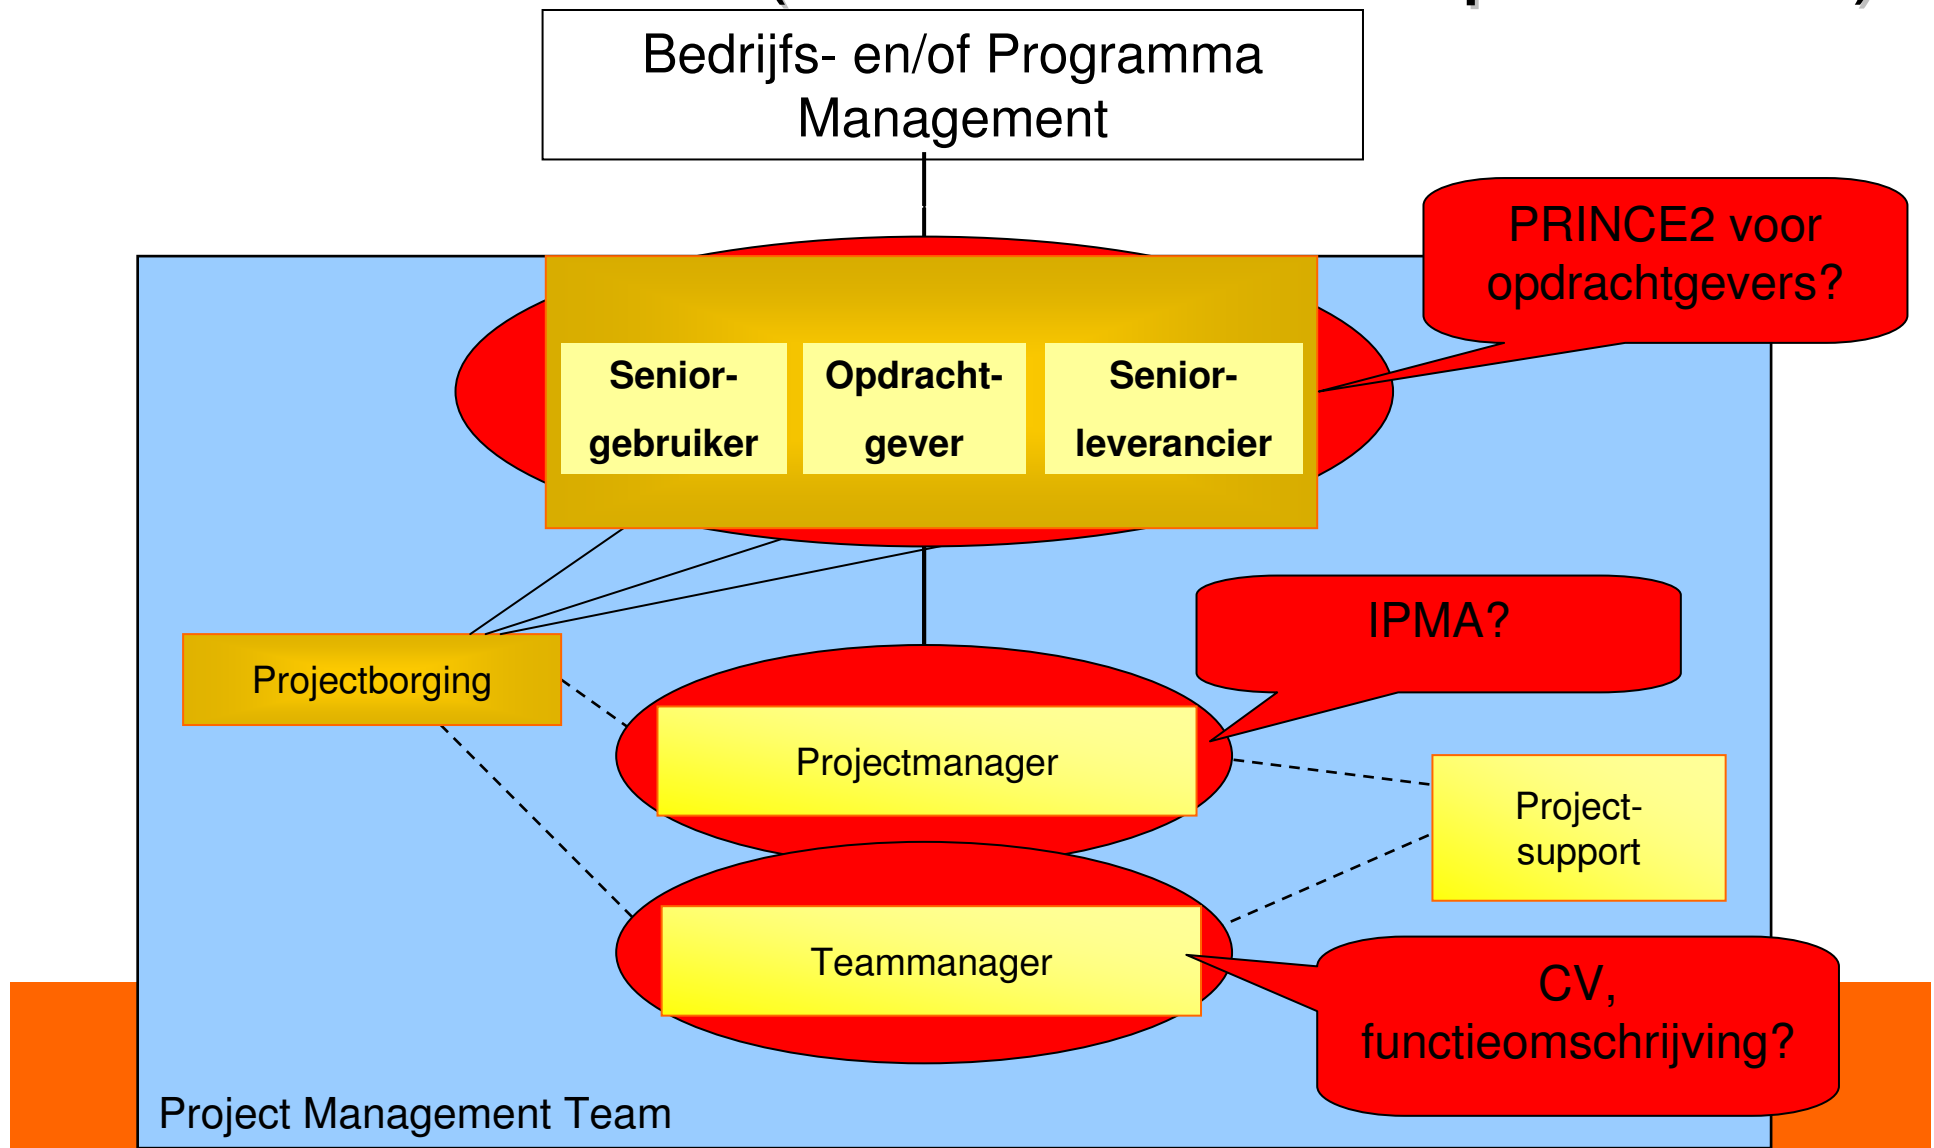 Bedrijfs- en/of Programma
Management
PRINCE2 voor
opdrachtgevers?
Senior-
gebruiker
Opdracht-
gever
Senior-
leverancier
IPMA?
Projectborging
Projectmanager
Project-
support
Teammanager
CV,
functieomschrijving?
Project Management Team